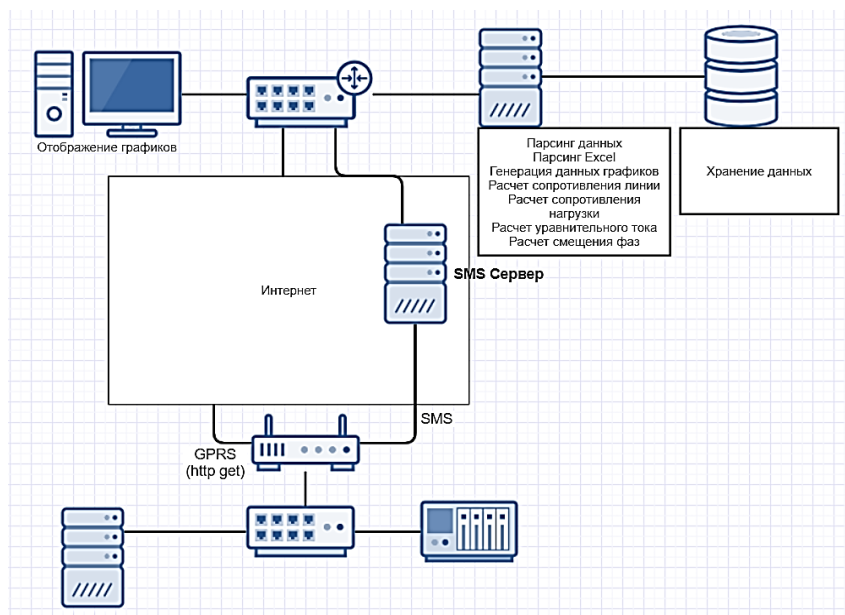 Отображение графиков
Парсинг данных
Парсинг Excel
Генерация данных графиков
Расчет сопротивления линии
Расчет сопротивления
нагрузки
Расчет уравнительного тока
Расчет смещения фаз
Хранение данных
Интернет
SMS Сервер
SMS
GPRS
(http get)